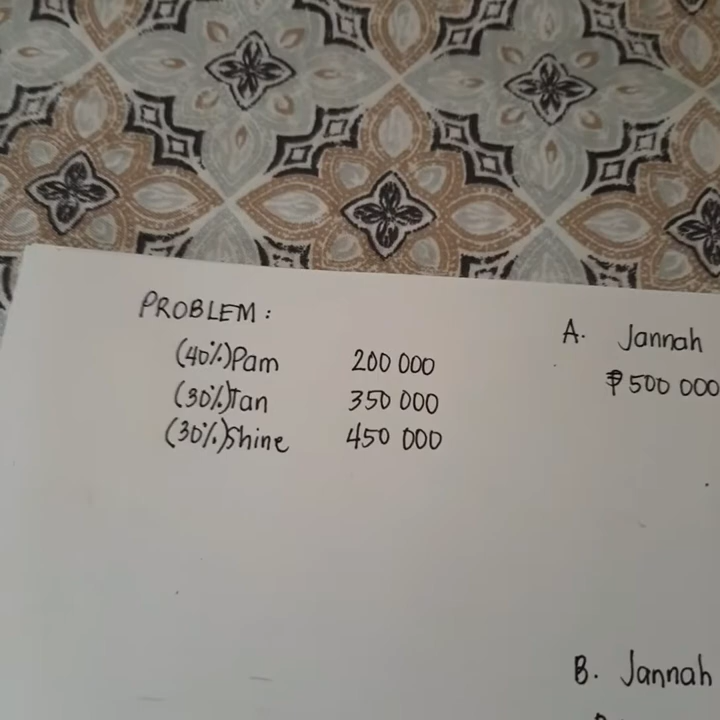 PROBLEM:
(40%)Pam 200 000
(30%)Tan 350 000
(30%)Shine 450 000
A. Jannah
₱500 000
B. Jannah